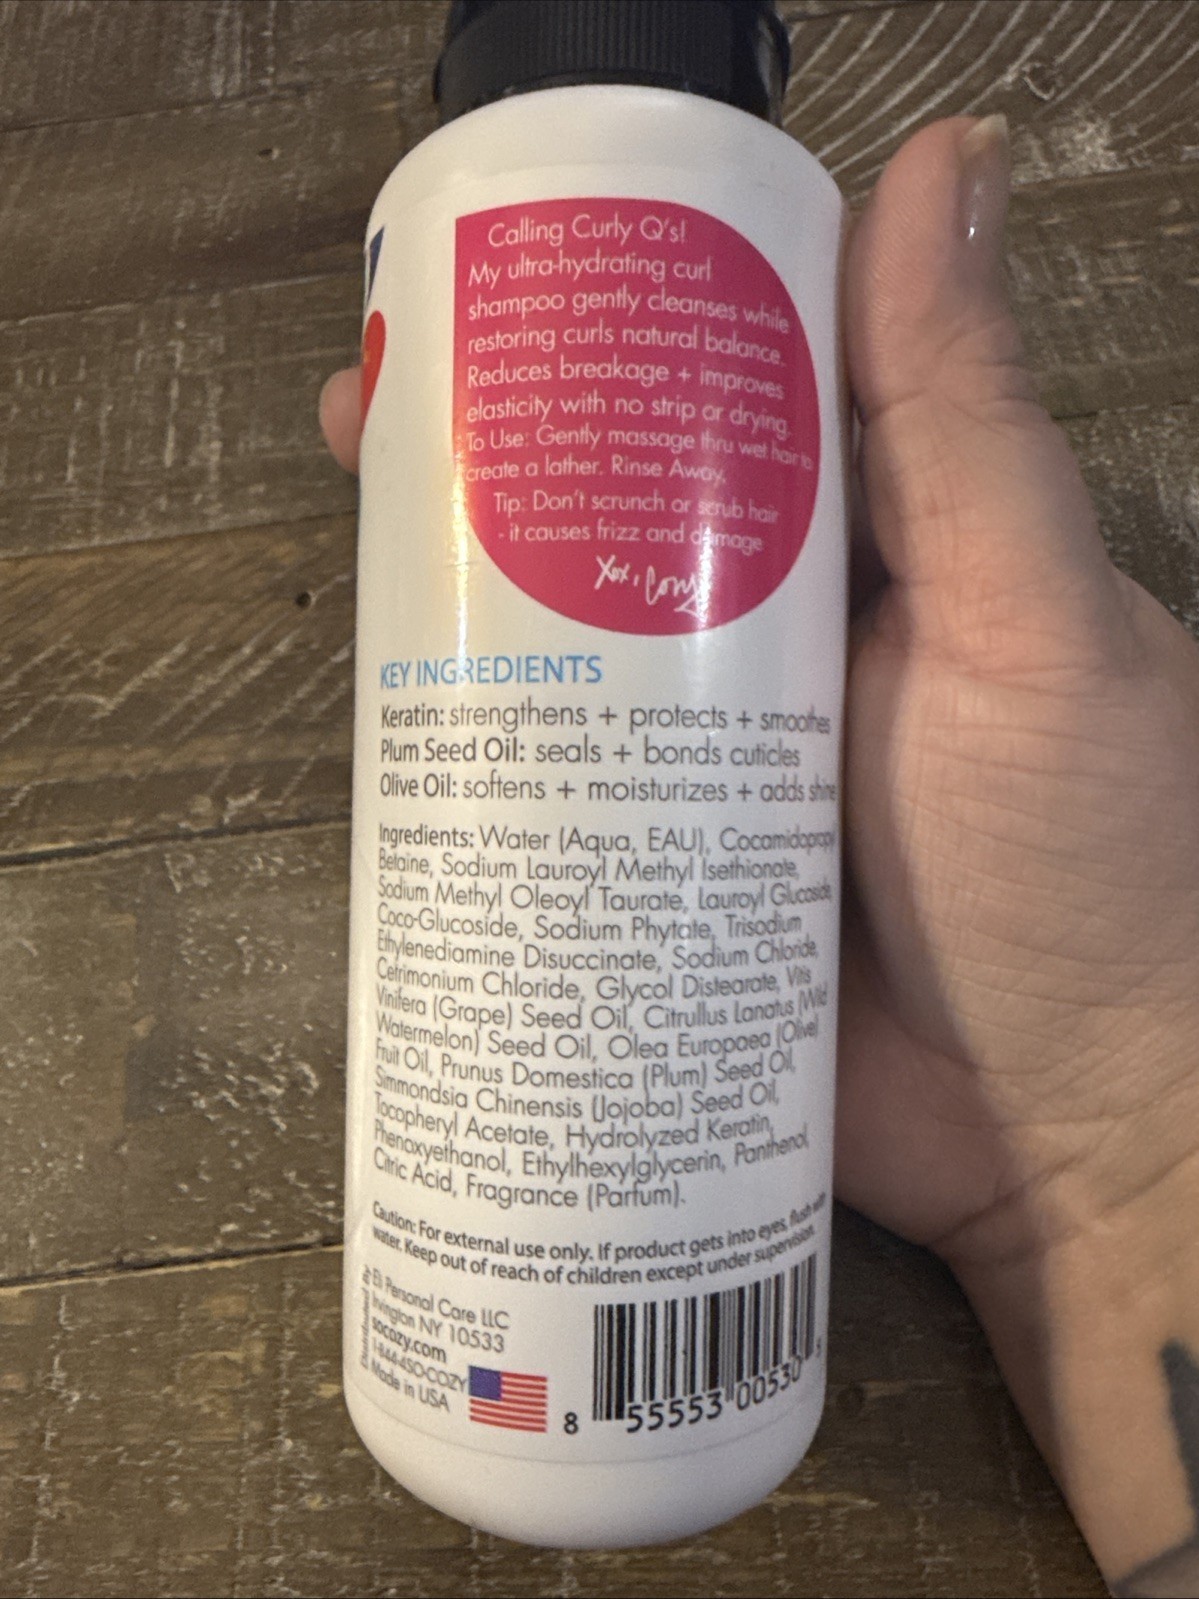 Calling Curly Q's!
My ultra-hydrating curl
shampoo gently cleanses while
restoring curls natural balance.
Reduces breakage + improves
elasticity with no strip or drying.
To Use: Gently massage thru wet hair to
create a lather. Rinse Away.
Tip: Don't scrunch or scrub hair
- it causes frizz and damage
xox, Cozy
KEY INGREDIENTS
Keratin: strengthens + protects + smoothes
Plum Seed Oil: seals + bonds cuticles
Olive Oil: softens + moisturizes + adds shine
Ingredients: Water (Aqua, EAU), Cocamidopropyl
Betaine, Sodium Lauroyl Methyl Isethionate,
Sodium Methyl Oleoyl Taurate, Lauroyl Glucoside,
Coco-Glucoside, Sodium Phytate, Trisodium
Ethylenediamine Disuccinate, Sodium Chloride,
Cetrimonium Chloride, Glycol Distearate, Vitis
Vinifera (Grape) Seed Oil, Citrullus Lanatus (Wild
Watermelon) Seed Oil, Olea Europaea (Olive)
Fruit Oil, Prunus Domestica (Plum) Seed Oil,
Simmondsia Chinensis (Jojoba) Seed Oil,
Tocopheryl Acetate, Hydrolyzed Keratin,
Phenoxyethanol, Ethylhexylglycerin, Panthenol,
Citric Acid, Fragrance (Parfum).
Caution: For external use only. If product gets into eyes, flush with
water. Keep out of reach of children except under supervision.
Distributed by
Eli Personal Care LLC
Irvington NY 10533
socozy.com
1-844-4SO-COZY
Made in USA
8 55553 00530 5